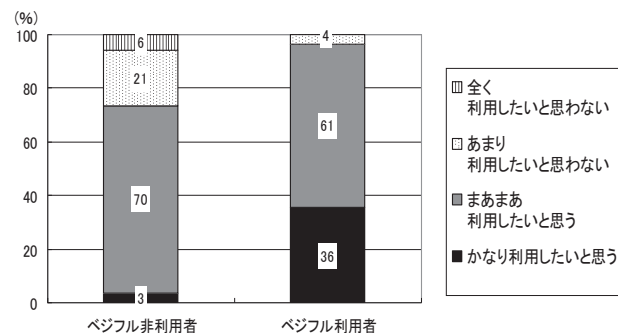 (%)
100
80
60
40
20
0
6
21
70
3
4
61
36
ベジフル非利用者
ベジフル利用者
全く
利用したいと思わない
あまり
利用したいと思わない
まあまあ
利用したいと思う
かなり利用したいと思う